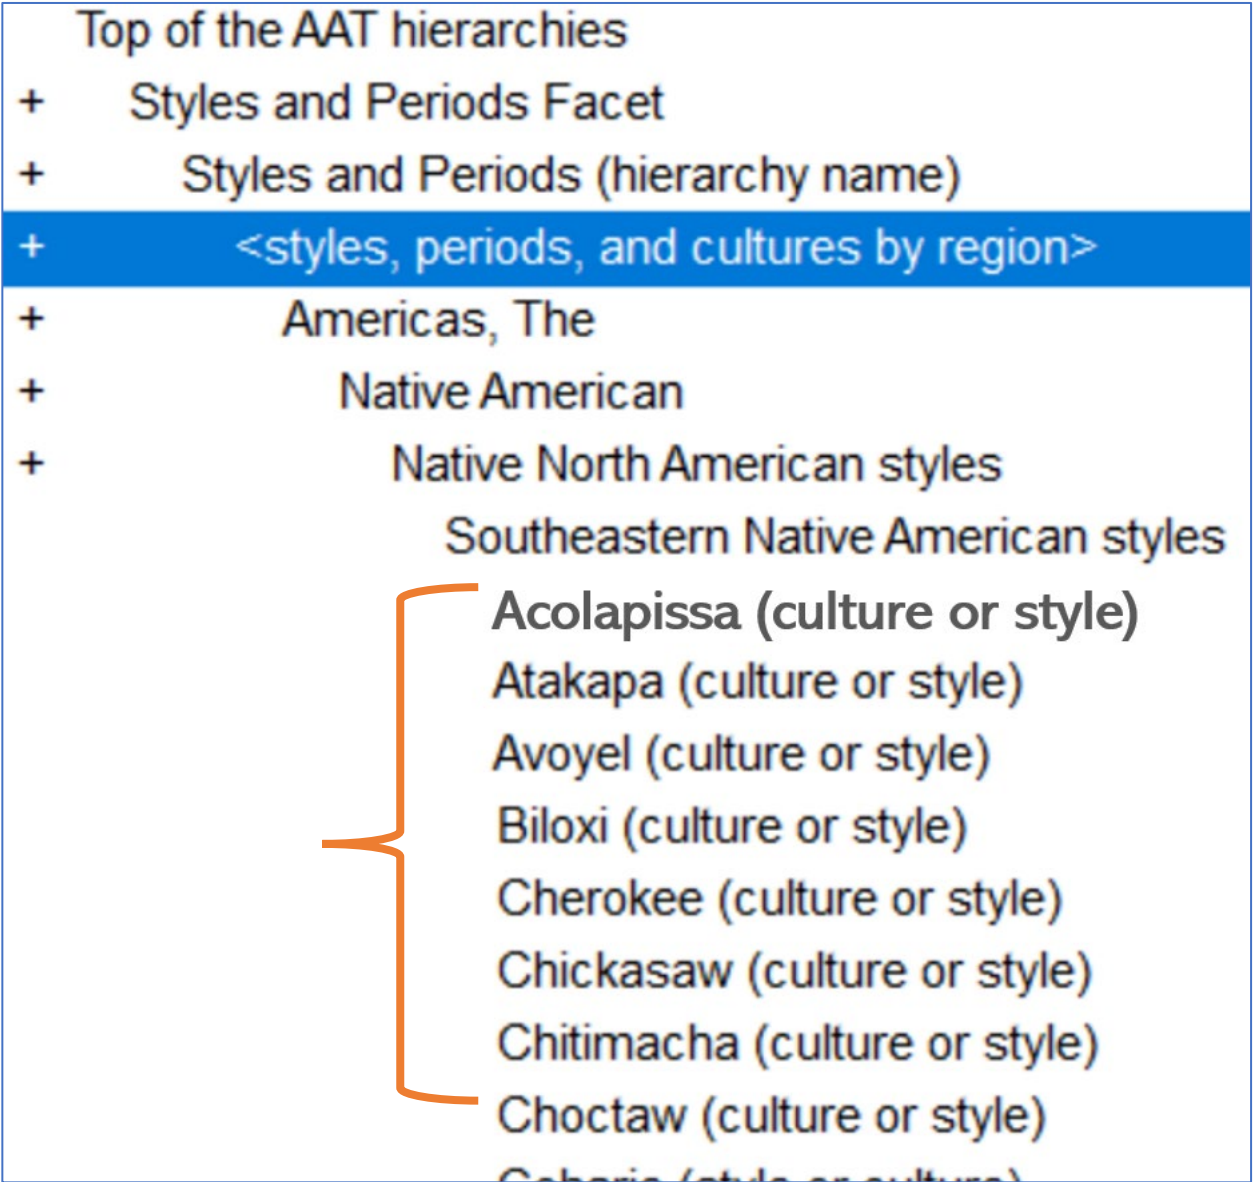 Top of the AAT hierarchies
+ Styles and Periods Facet
+ Styles and Periods (hierarchy name)
+ <styles, periods, and cultures by region>
+ Americas, The
+ Native American
+ Native North American styles
Southeastern Native American styles
Acolapissa (culture or style)
Atakapa (culture or style)
Avoyel (culture or style)
Biloxi (culture or style)
Cherokee (culture or style)
Chickasaw (culture or style)
Chitimacha (culture or style)
Choctaw (culture or style)
(style or culture)